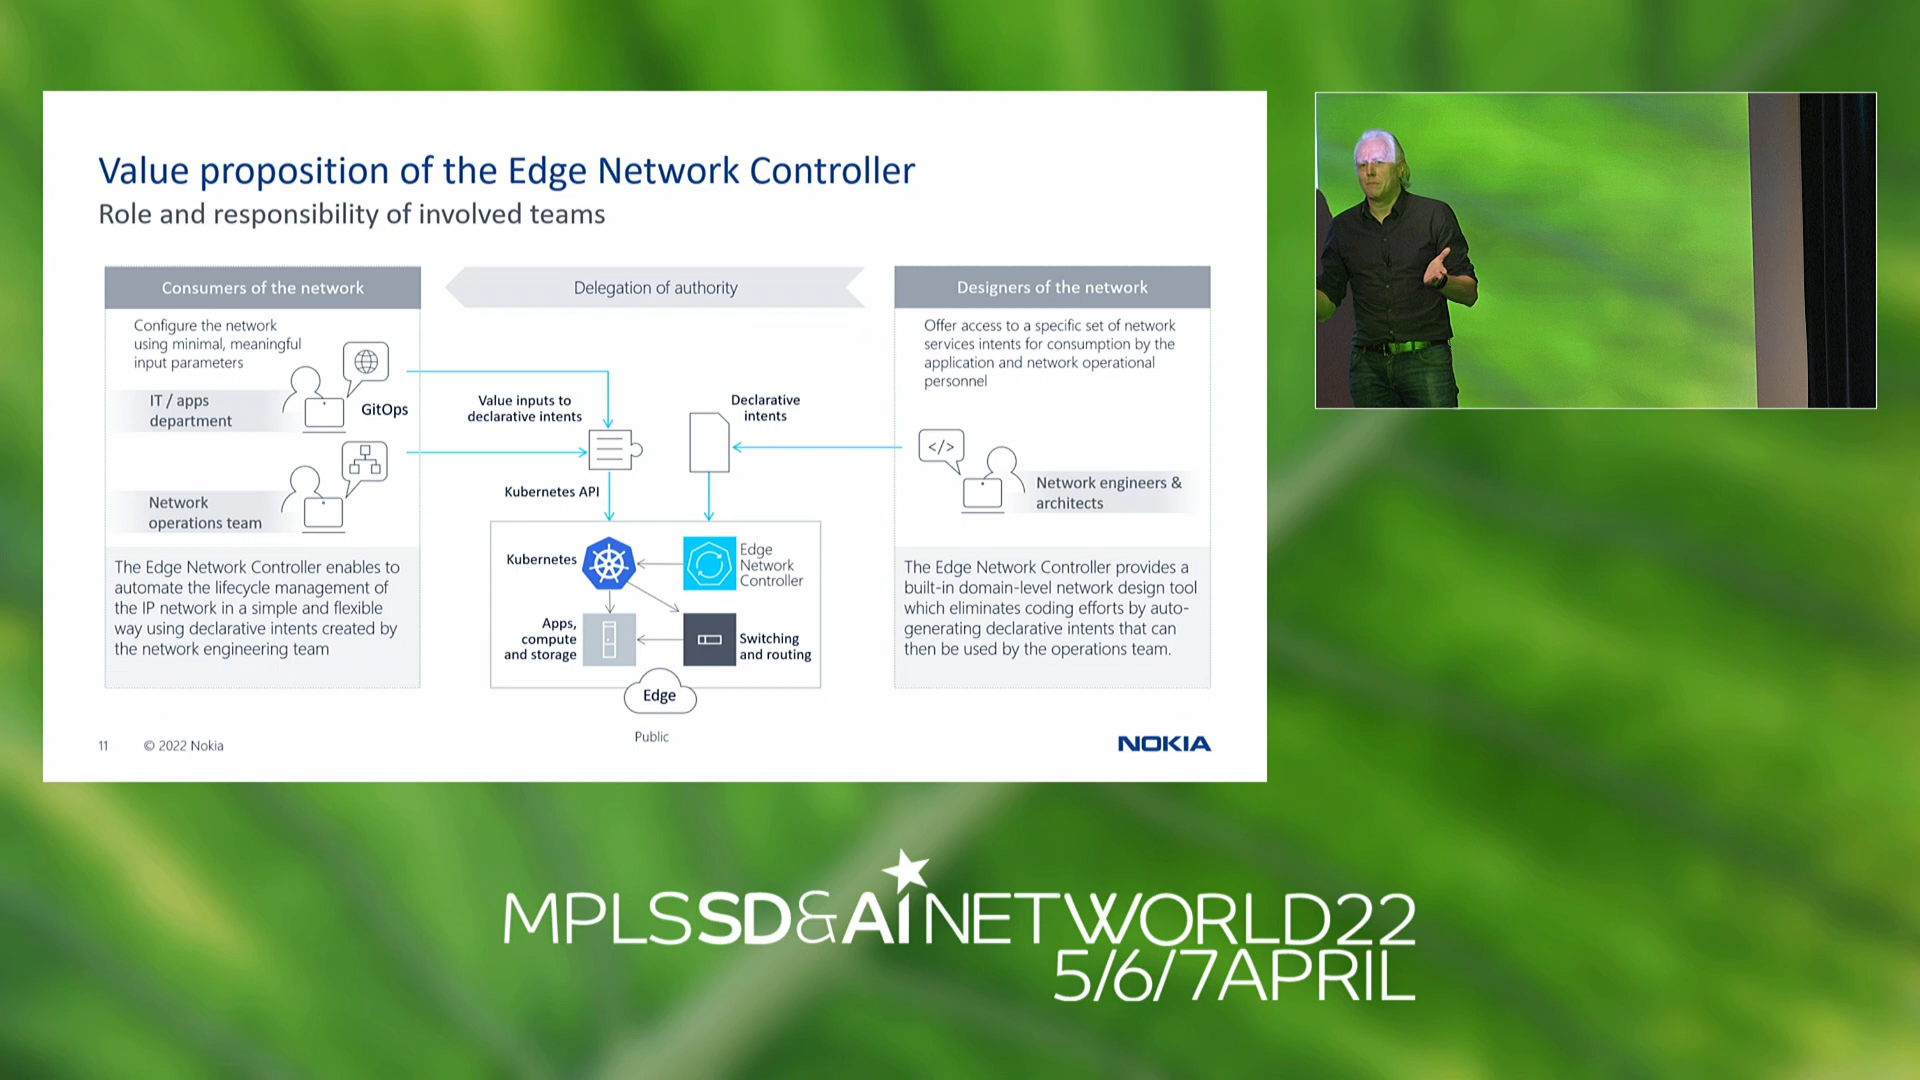 Value proposition of the Edge Network Controller
Role and responsibility of involved teams
Consumers of the network
Delegation of authority
Designers of the network
Configure the network
using minimal, meaningful
input parameters
IT / apps
department
GitOps
Network
operations team
The Edge Network Controller enables to
automate the lifecycle management of
the IP network in a simple and flexible
way using declarative intents created by
the network engineering team
Value inputs to
declarative intents
Declarative
intents
Kubernetes API
Kubernetes
Edge
Network
Controller
Apps,
compute
and storage
Switching
and routing
Edge
Offer access to a specific set of network
services intents for consumption by the
application and network operational
personnel
</>
Network engineers &
architects
The Edge Network Controller provides a
built-in domain-level network design tool
which eliminates coding efforts by auto-
generating declarative intents that can
then be used by the operations team.
11 © 2022 Nokia
Public
NOKIA
MPLSSD&AINETWORLD22
5/6/7APRIL